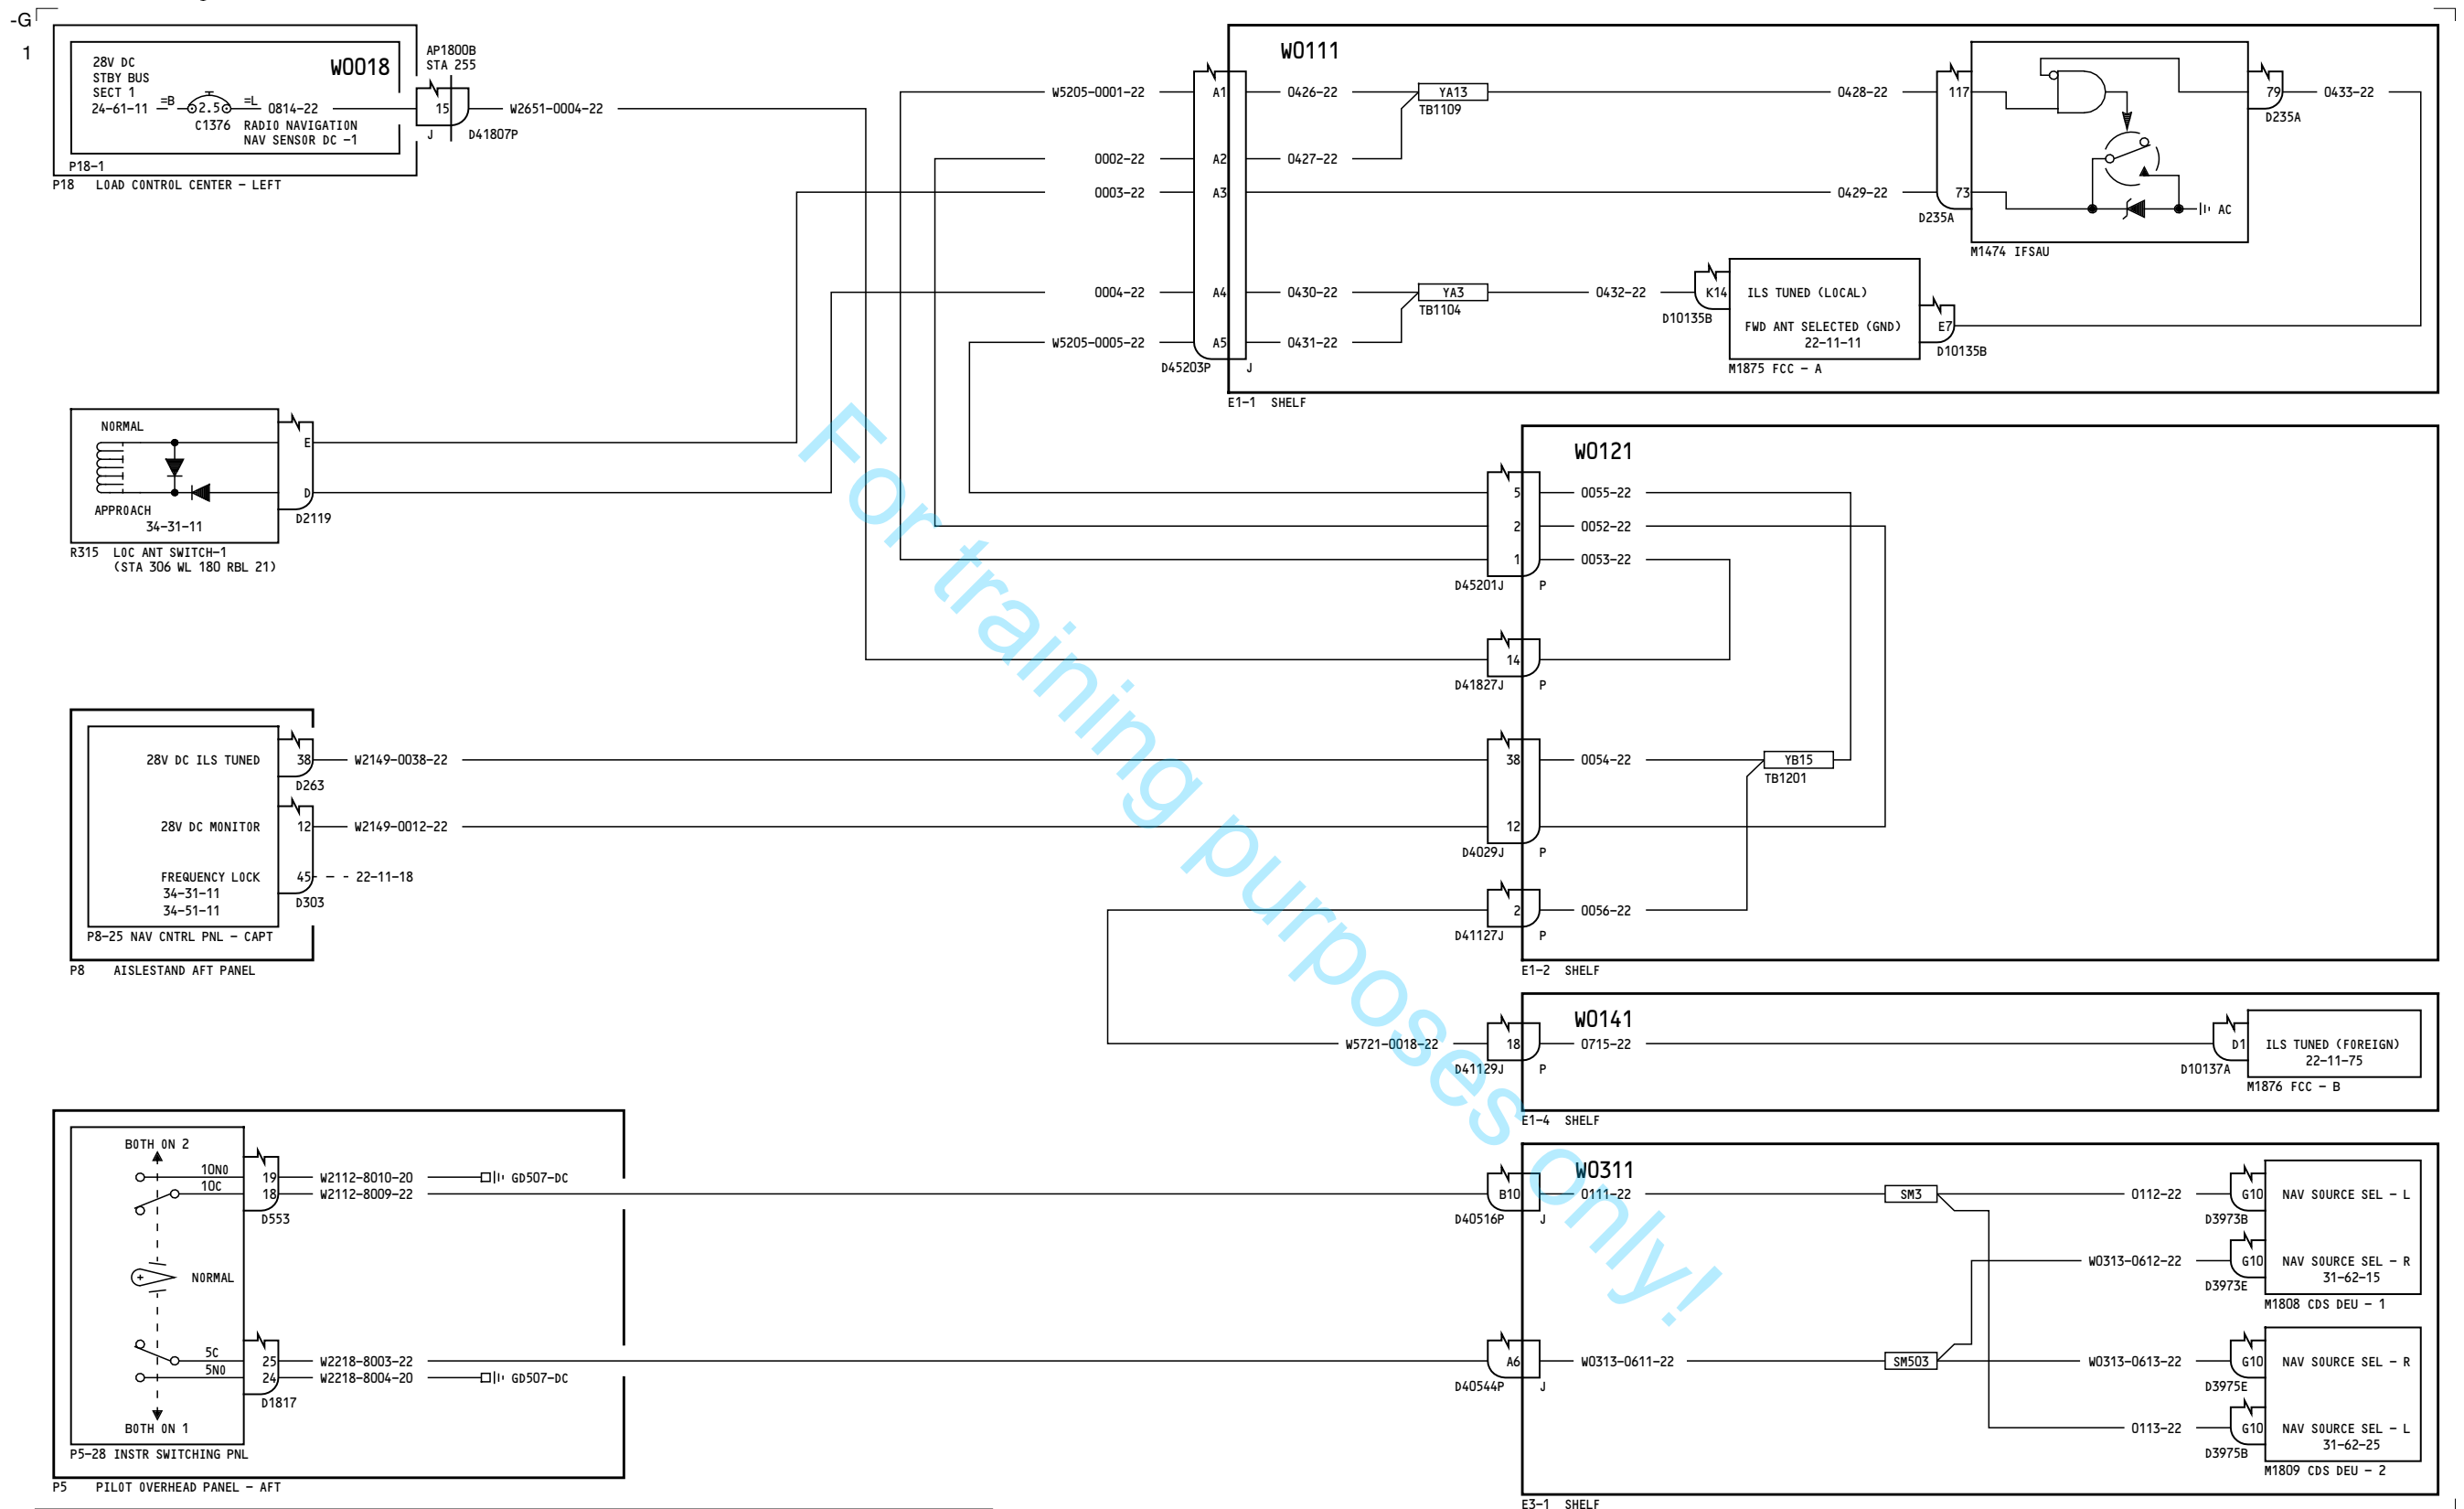 -G
1
28V DC
STBY BUS
SECT 1
24-61-11
=B
2.5
=L
0814-22
C1376
RADIO NAVIGATION
NAV SENSOR DC -1
W0018
P18-1
P18 LOAD CONTROL CENTER - LEFT
AP1800B
STA 255
15
J
D41807P
W2651-0004-22
W5205-0001-22
0002-22
0003-22
0004-22
W5205-0005-22
A1
A2
A3
A4
A5
D45203P
J
W0111
0426-22
0427-22
YA13
TB1109
0428-22
0429-22
0430-22
0431-22
YA3
TB1104
0432-22
117
73
D235A
AC
M1474 IFSAU
79
D235A
0433-22
K14
D10135B
ILS TUNED (LOCAL)
FWD ANT SELECTED (GND)
22-11-11
E7
D10135B
M1875 FCC - A
E1-1 SHELF
NORMAL
APPROACH
34-31-11
E
D
D2119
R315 LOC ANT SWITCH-1
(STA 306 WL 180 RBL 21)
W0121
5
2
1
D45201J
P
0055-22
0052-22
0053-22
14
D41827J
P
28V DC ILS TUNED
38
D263
W2149-0038-22
28V DC MONITOR
12
W2149-0012-22
FREQUENCY LOCK
34-31-11
34-51-11
45
22-11-18
D303
P8-25 NAV CNTRL PNL - CAPT
P8 AISLESTAND AFT PANEL
38
12
D4029J
P
0054-22
YB15
TB1201
2
D41127J
P
0056-22
E1-2 SHELF
W0141
W5721-0018-22
18
D41129J
P
0715-22
D1
D10137A
ILS TUNED (FOREIGN)
22-11-75
M1876 FCC - B
E1-4 SHELF
BOTH ON 2
10NO
10C
19
18
D553
W2112-8010-20
GD507-DC
W2112-8009-22
+
NORMAL
5C
5NO
25
24
D1817
W2218-8003-22
W2218-8004-20
GD507-DC
BOTH ON 1
P5-28 INSTR SWITCHING PNL
P5 PILOT OVERHEAD PANEL - AFT
W0311
B10
D40516P
J
0111-22
SM3
0112-22
G10
D3973B
NAV SOURCE SEL - L
W0313-0612-22
G10
D3973E
NAV SOURCE SEL - R
31-62-15
M1808 CDS DEU - 1
A6
D40544P
J
W0313-0611-22
SM503
W0313-0613-22
G10
D3975E
NAV SOURCE SEL - R
0113-22
G10
D3975B
NAV SOURCE SEL - L
31-62-25
M1809 CDS DEU - 2
E3-1 SHELF
For training purposes only!